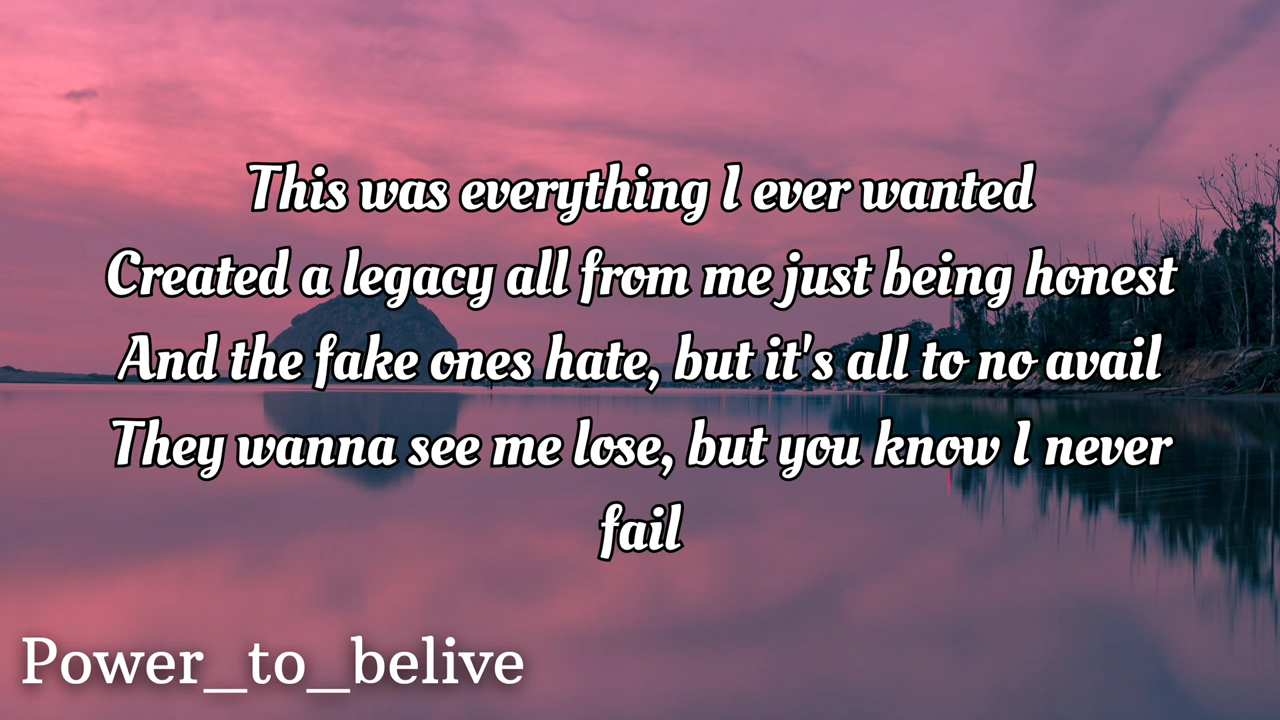 This was everything I ever wanted
Created a legacy all from me just being honest
And the fake ones hate, but it's all to no avail
They wanna see me lose, but you know I never
fail
Power_to_belive